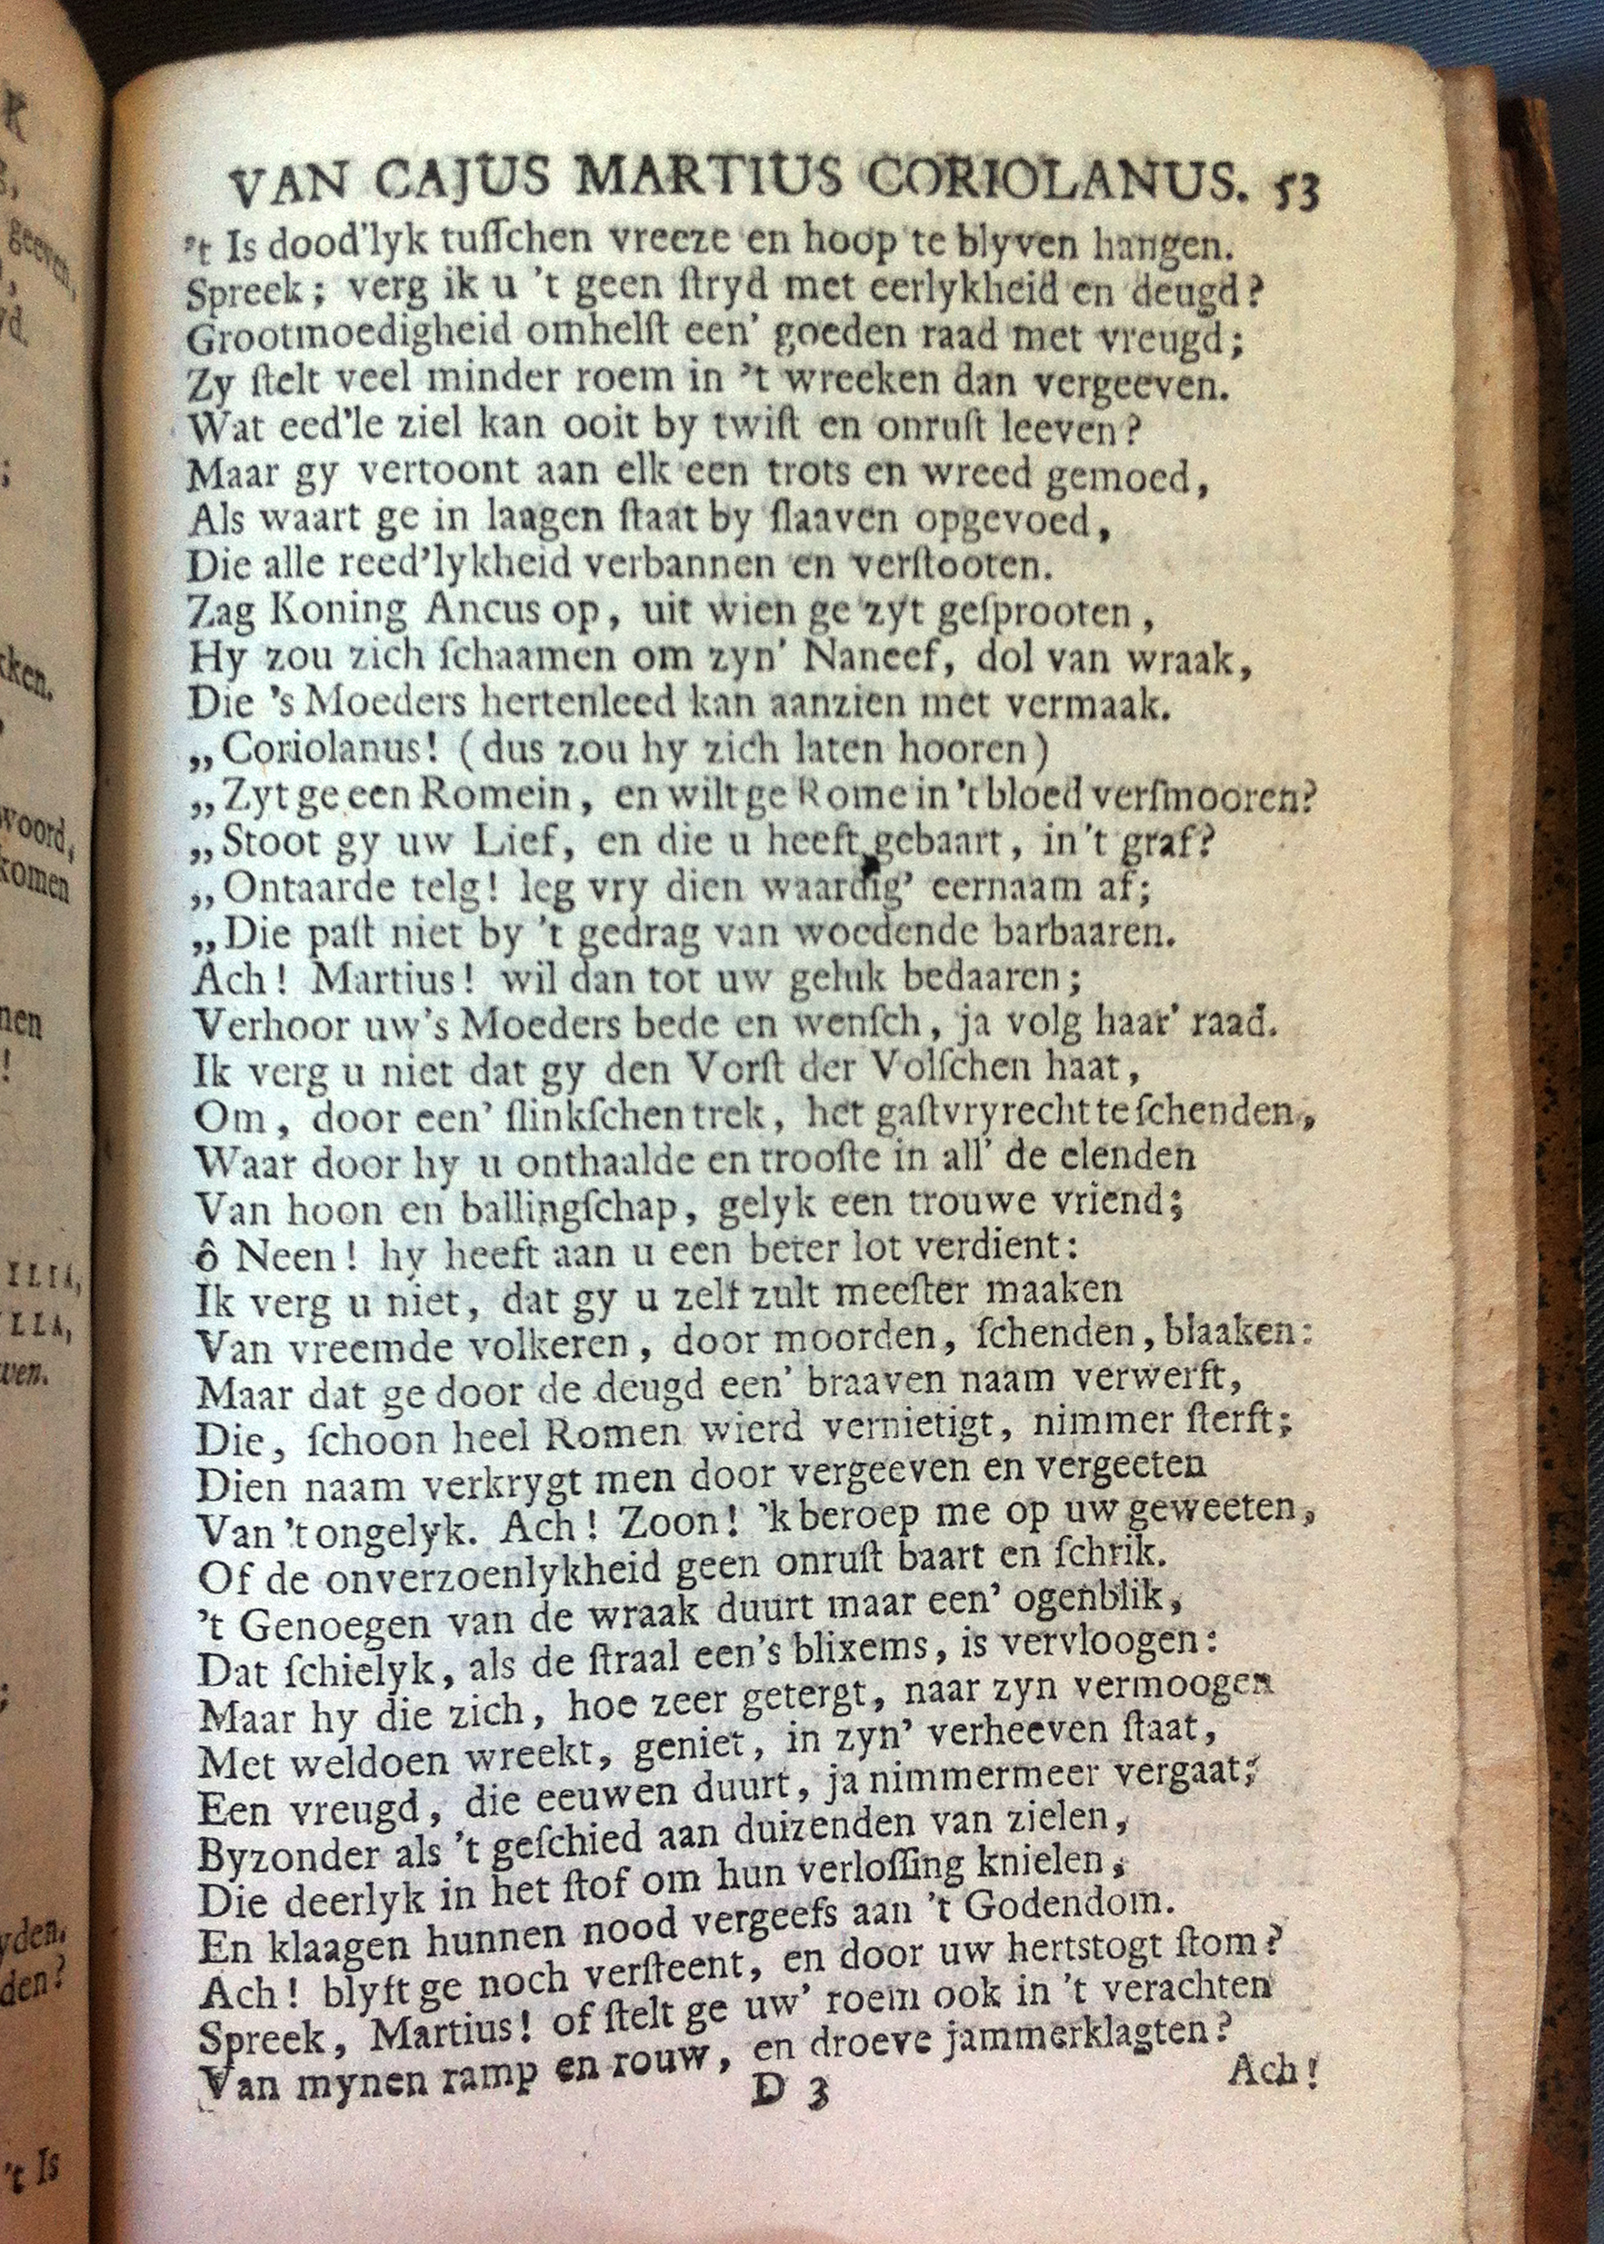 VAN CAJUS MARTIUS CORIOLANUS. 53
't Is dood'lyk tuſſchen vreeze en hoop te blyven hangen.
Spreek; verg ik u 't geen ſtryd met eerlykheid en deugd?
Grootmoedigheid omhelſt een' goeden raad met vreugd;
Zy ſtelt veel minder roem in 't wreeken dan vergeeven.
Wat eed'le ziel kan ooit by twiſt en onruſt leeven?
Maar gy vertoont aan elk een trots en wreed gemoed,
Als waart ge in laagen ſtaat by ſlaaven opgevoed,
Die alle reed'lykheid verbannen en verſtooten.
Zag Koning Ancus op, uit wien ge zyt geſprooten,
Hy zou zich ſchaamen om zyn' Naneef, dol van wraak,
Die 's Moeders hertenleed kan aanzien met vermaak.
„Coriolanus! (dus zou hy zich laten hooren)
„Zyt ge een Romein, en wilt ge Rome in 't bloed verſmooren?
„Stoot gy uw Lief, en die u heeft gebaart, in 't graf?
„Ontaarde telg! leg vry dien waardig' eernaam af;
„Die paſt niet by 't gedrag van woedende barbaaren.
Ach! Martius! wil dan tot uw geluk bedaaren;
Verhoor uw's Moeders bede en wenſch, ja volg haar' raad.
Ik verg u niet dat gy den Vorſt der Volſchen haat,
Om, door een' ſlinkſchen trek, het gaſtvryrecht te ſchenden,
Waar door hy u onthaalde en trooſte in all' de elenden
Van hoon en ballingſchap, gelyk een trouwe vriend;
ô Neen! hy heeft aan u een beter lot verdient:
Ik verg u niet, dat gy u zelf zult meeſter maaken
Van vreemde volkeren, door moorden, ſchenden, blaaken:
Maar dat ge door de deugd een' braaven naam verwerft,
Die, ſchoon heel Romen wierd vernietigt, nimmer ſterft;
Dien naam verkrygt men door vergeeven en vergeeten
Van 't ongelyk. Ach! Zoon! 'k beroep me op uw geweeten,
Of de onverzoenlykheid geen onruſt baart en ſchrik.
't Genoegen van de wraak duurt maar een' ogenblik,
Dat ſchielyk, als de ſtraal een's blixems, is vervloogen:
Maar hy die zich, hoe zeer getergt, naar zyn vermoogen
Met weldoen wreekt, geniet, in zyn' verheeven ſtaat,
Een vreugd, die eeuwen duurt, ja nimmermeer vergaat;
Byzonder als 't geſchied aan duizenden van zielen,
Die deerlyk in het ſtof om hun verloſſing knielen,
En klaagen hunnen nood vergeefs aan 't Godendom.
Ach! blyft ge noch verſteent, en door uw hertstogt ſtom?
Spreek, Martius! of ſtelt ge uw' roem ook in 't verachten
Van mynen ramp en rouw, en droeve jammerklagten?
D 3 Ach!
geeven,
woord,
komen
't Is